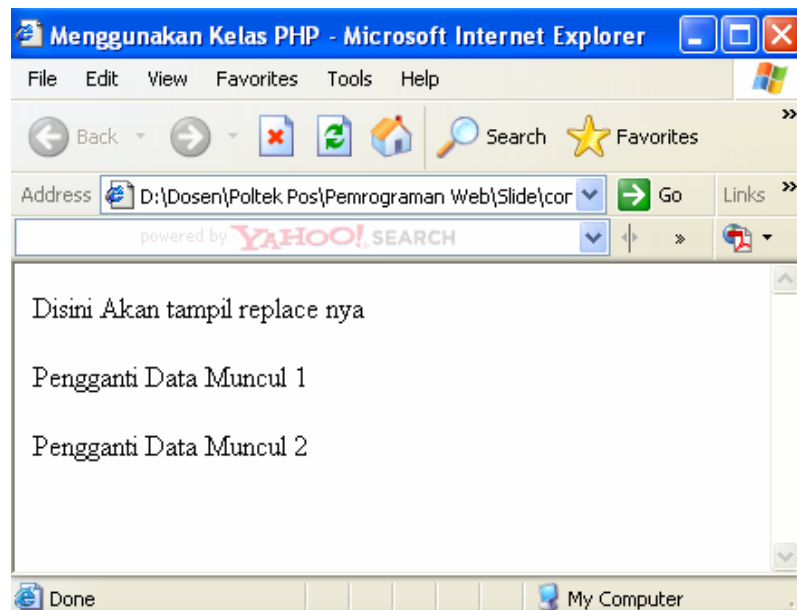 Menggunakan Kelas PHP - Microsoft Internet Explorer
File Edit View Favorites Tools Help
Back Search Favorites »
Address D:\Dosen\Poltek Pos\Pemrograman Web\Slide\cor Go Links »
powered by YAHOO! SEARCH »
Disini Akan tampil replace nya
Pengganti Data Muncul 1
Pengganti Data Muncul 2
Done My Computer